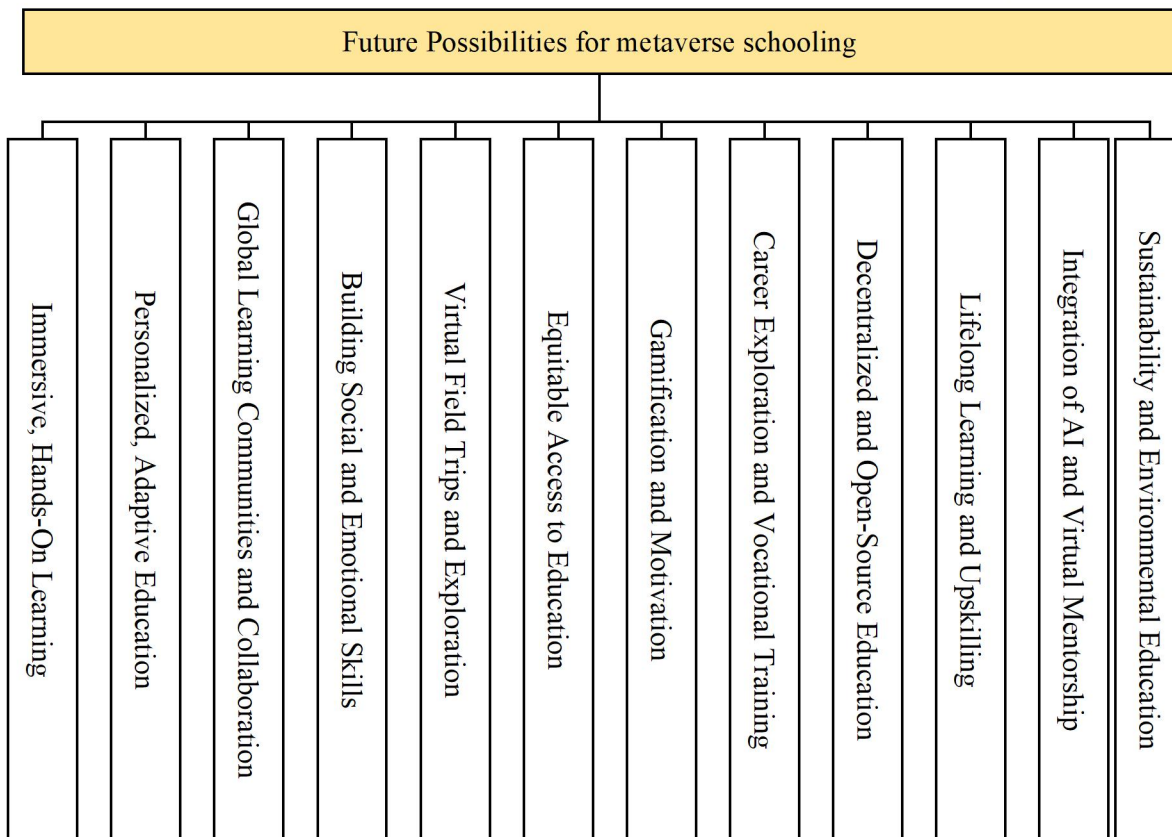 Future Possibilities for metaverse schooling
Immersive, Hands-On Learning
Personalized, Adaptive Education
Global Learning Communities and Collaboration
Building Social and Emotional Skills
Virtual Field Trips and Exploration
Equitable Access to Education
Gamification and Motivation
Career Exploration and Vocational Training
Decentralized and Open-Source Education
Lifelong Learning and Upskilling
Integration of AI and Virtual Mentorship
Sustainability and Environmental Education